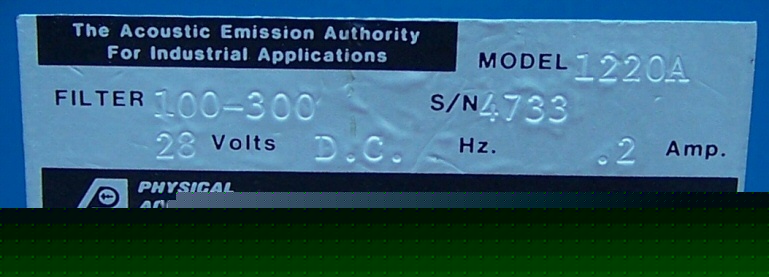 The Acoustic Emission Authority
For Industrial Applications
MODEL 1220A
FILTER 100-300 S/N 4733
28 Volts D.C. Hz. .2 Amp.
PHYSICAL